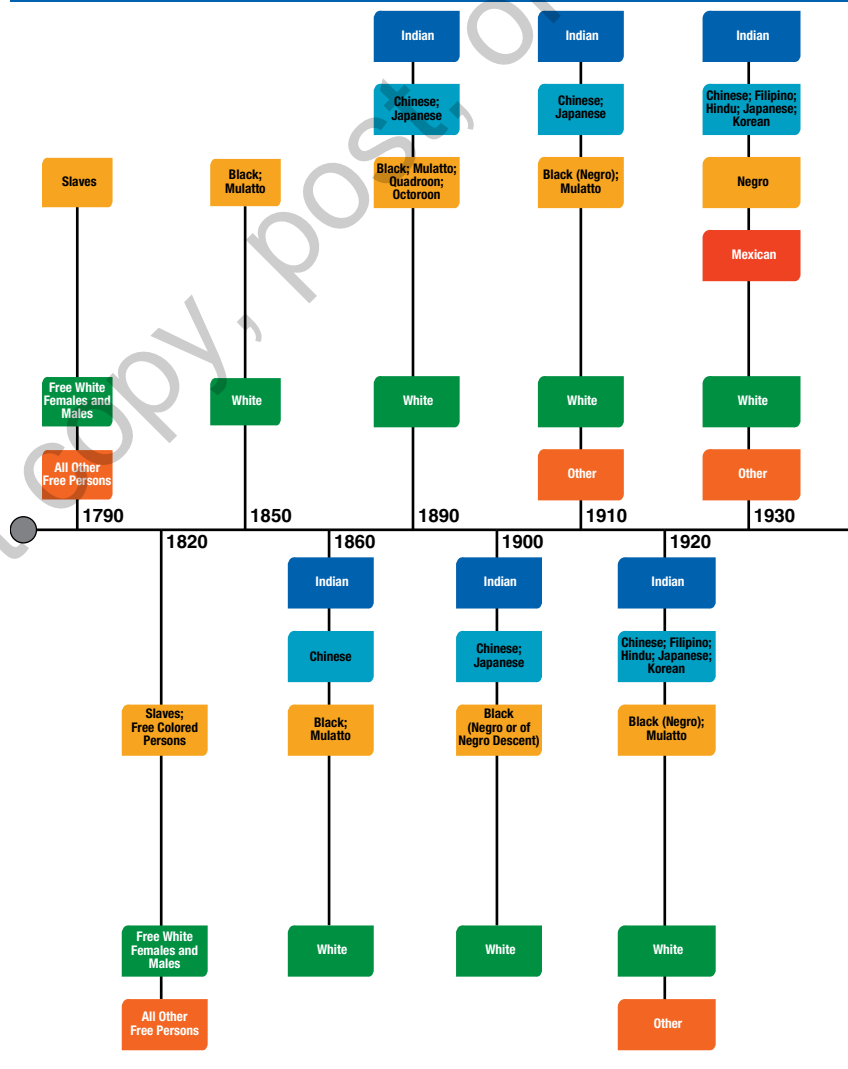 Indian
Indian
Indian
Chinese;
Japanese
Chinese;
Japanese
Chinese; Filipino;
Hindu; Japanese;
Korean
Slaves
Black;
Mulatto
Black; Mulatto;
Quadroon;
Octoroon
Black (Negro);
Mulatto
Negro
Mexican
Free White
Females and
Males
White
White
White
White
All Other
Free Persons
Other
Other
1790
1850
1890
1910
1930
1820
1860
1900
1920
Indian
Indian
Indian
Chinese
Chinese;
Japanese
Chinese; Filipino;
Hindu; Japanese;
Korean
Slaves;
Free Colored
Persons
Black;
Mulatto
Black
(Negro or of
Negro Descent)
Black (Negro);
Mulatto
Free White
Females and
Males
White
White
White
All Other
Free Persons
Other
copy, post, o